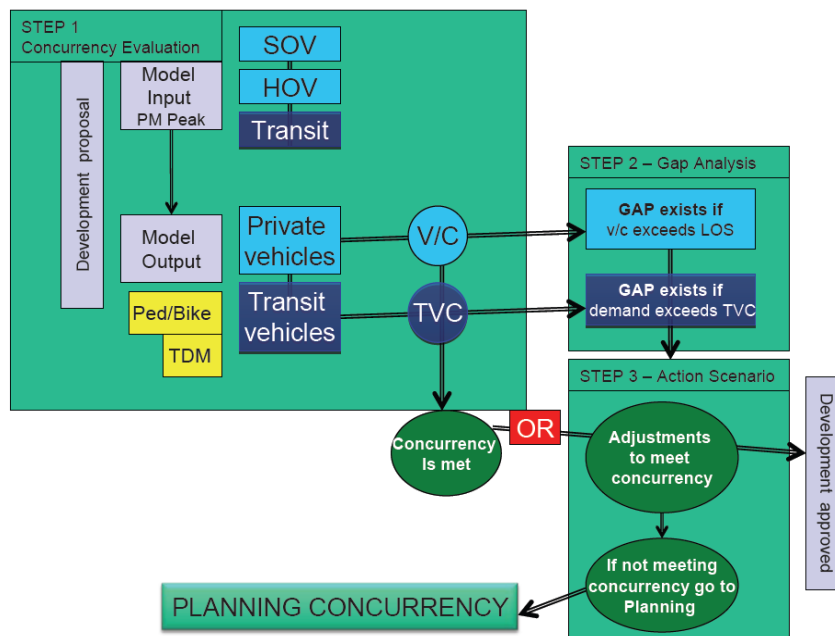 STEP 1
Concurrency Evaluation
Development proposal
Model
Input
PM Peak
SOV
HOV
Transit
Model
Output
Ped/Bike
TDM
Private
vehicles
Transit
vehicles
V/C
TVC
STEP 2 – Gap Analysis
GAP exists if
v/c exceeds LOS
GAP exists if
demand exceeds TVC
STEP 3 – Action Scenario
Concurrency
Is met
OR
Adjustments
to meet
concurrency
Development approved
If not meeting
concurrency go to
Planning
PLANNING CONCURRENCY